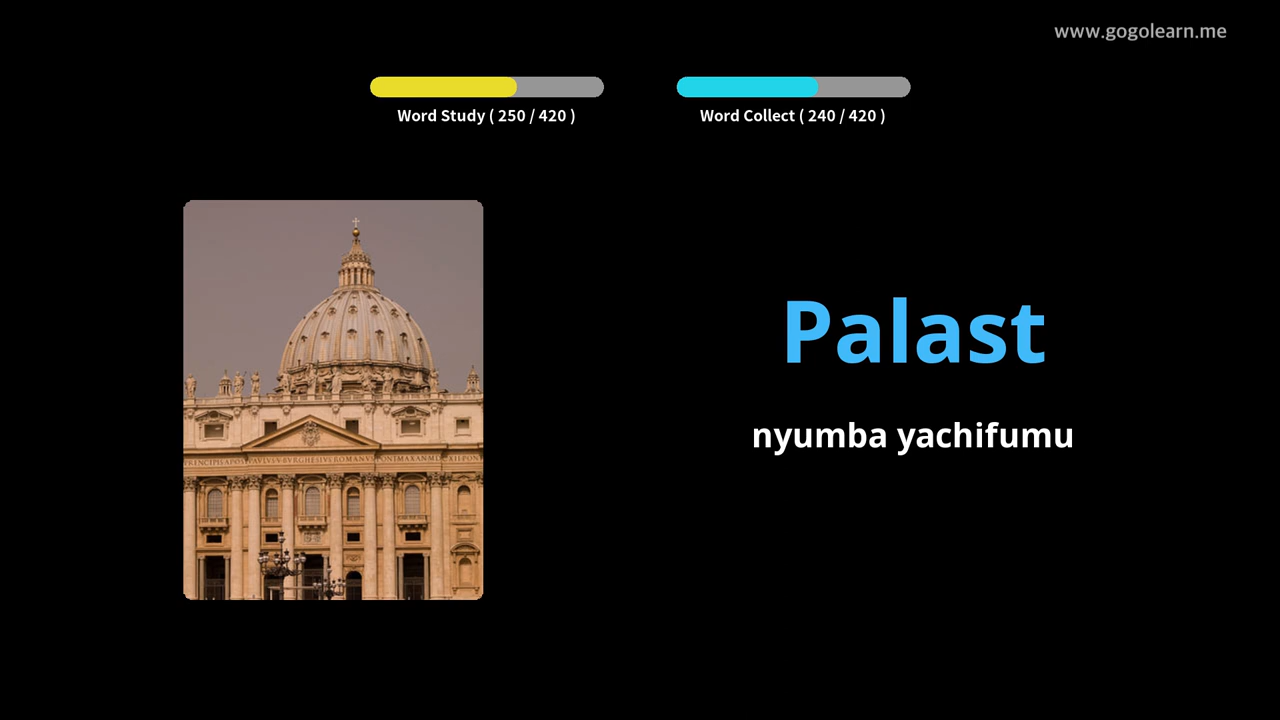 www.gogolearn.me
Word Study ( 250 / 420 )
Word Collect ( 240 / 420 )
Palast
nyumba yachifumu